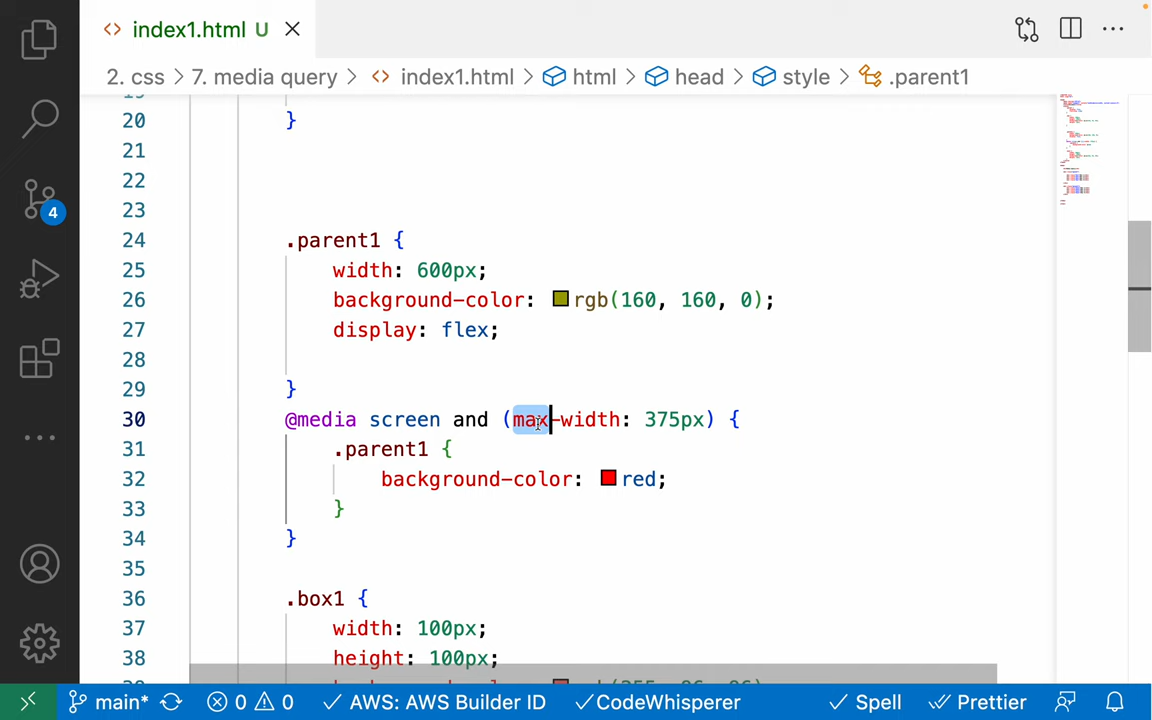 index1.html U
2. css > 7. media query > index1.html > html > head > style > .parent1
20 }
21
22
23
24 .parent1 {
25 width: 600px;
26 background-color: rgb(160, 160, 0);
27 display: flex;
28
29 }
30 @media screen and (max-width: 375px) {
31 .parent1 {
32 background-color: red;
33 }
34 }
35
36 .box1 {
37 width: 100px;
38 height: 100px;
4
main* 0 0 AWS: AWS Builder ID CodeWhisperer Spell Prettier